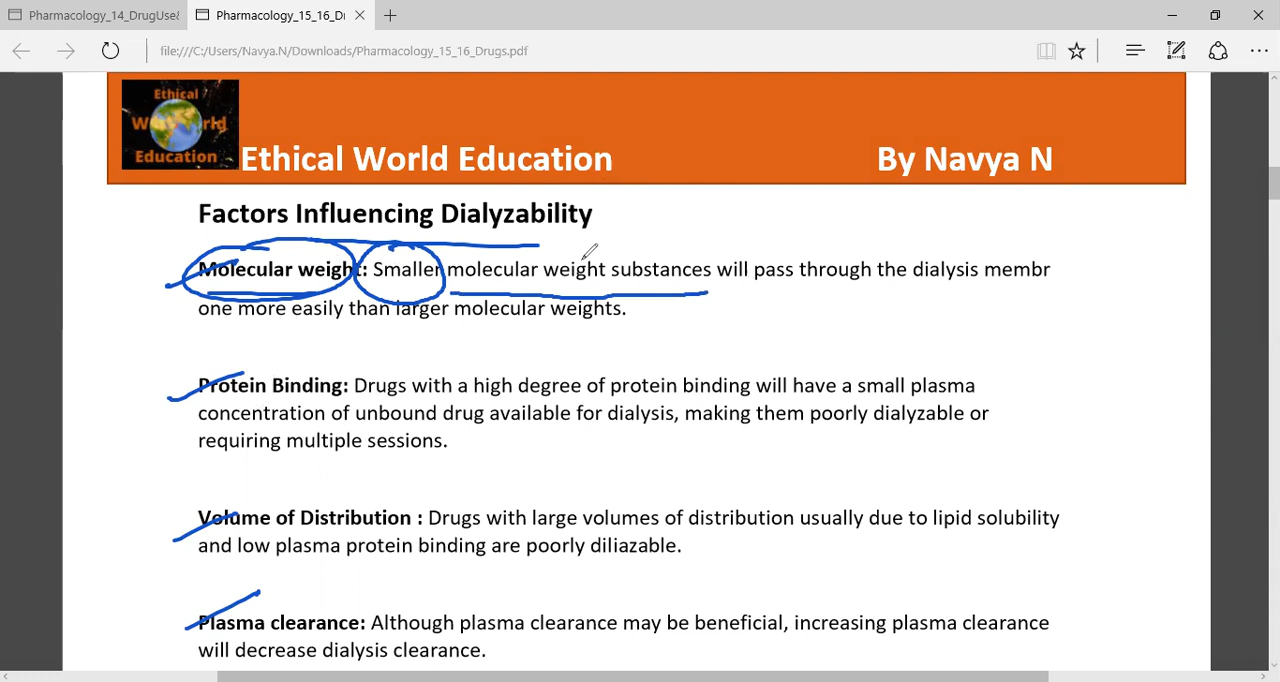 Pharmacology_14_DrugUse&
Pharmacology_15_16_Dr
file:///C:/Users/Navya.N/Downloads/Pharmacology_15_16_Drugs.pdf
Ethical
World
Education
Ethical World Education By Navya N
Factors Influencing Dialyzability
Molecular weight: Smaller molecular weight substances will pass through the dialysis membr
one more easily than larger molecular weights.
Protein Binding: Drugs with a high degree of protein binding will have a small plasma
concentration of unbound drug available for dialysis, making them poorly dialyzable or
requiring multiple sessions.
Volume of Distribution : Drugs with large volumes of distribution usually due to lipid solubility
and low plasma protein binding are poorly diliazable.
Plasma clearance: Although plasma clearance may be beneficial, increasing plasma clearance
will decrease dialysis clearance.